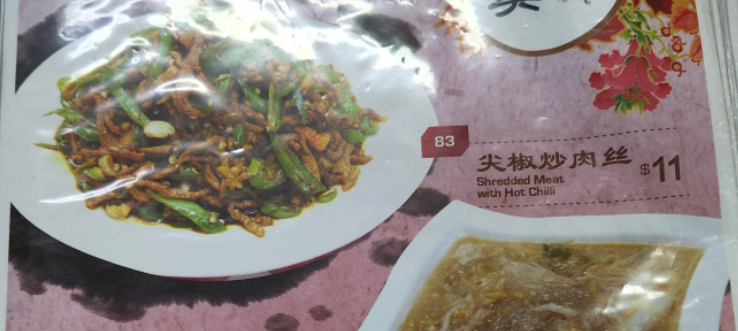 83
尖椒炒肉丝
$11
Shredded Meat
with Hot Chilli